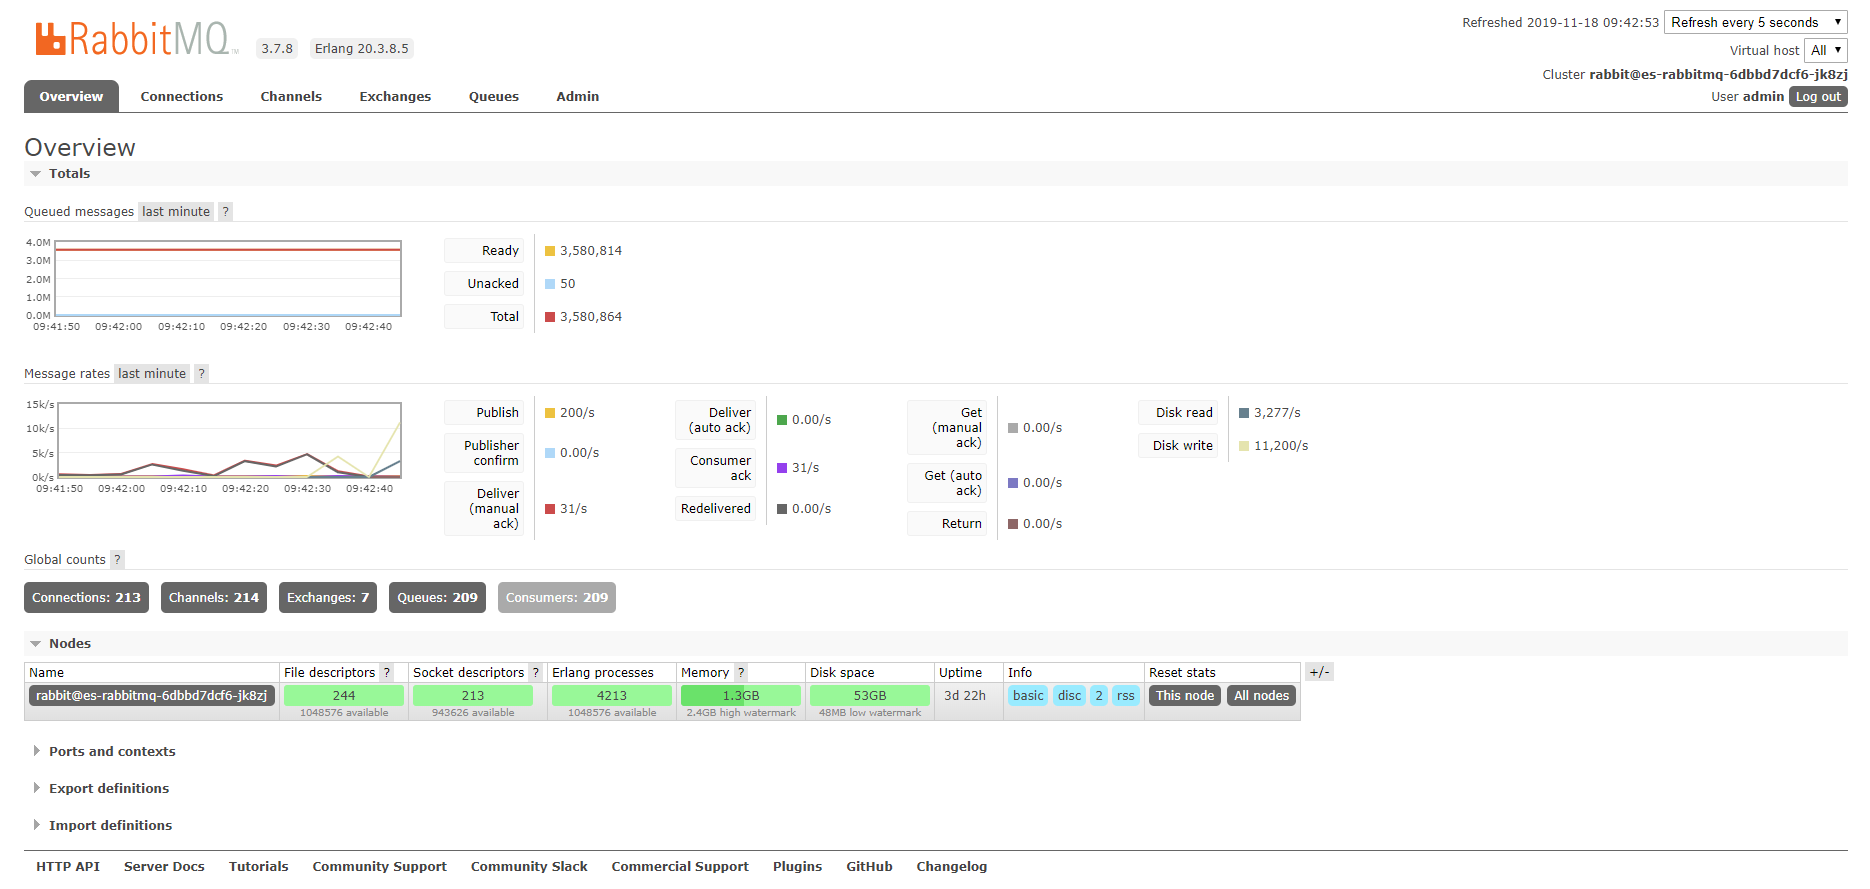 RabbitMQ TM 3.7.8 Erlang 20.3.8.5
Refreshed 2019-11-18 09:42:53 Refresh every 5 seconds
Virtual host All
Cluster rabbit@es-rabbitmq-6dbbd7dcf6-jk8zj
User admin Log out
Overview Connections Channels Exchanges Queues Admin
Overview
Totals
Queued messages last minute ?
4.0M
3.0M
2.0M
1.0M
0.0M
09:41:50 09:42:00 09:42:10 09:42:20 09:42:30 09:42:40
Ready 3,580,814
Unacked 50
Total 3,580,864
Message rates last minute ?
15k/s
10k/s
5k/s
0k/s
09:41:50 09:42:00 09:42:10 09:42:20 09:42:30 09:42:40
Publish 200/s
Publisher
confirm 0.00/s
Deliver
(manual
ack) 31/s
Deliver
(auto ack) 0.00/s
Consumer
ack 31/s
Redelivered 0.00/s
Get
(manual
ack) 0.00/s
Get (auto
ack) 0.00/s
Return 0.00/s
Disk read 3,277/s
Disk write 11,200/s
Global counts ?
Connections: 213 Channels: 214 Exchanges: 7 Queues: 209 Consumers: 209
Nodes
Name File descriptors ? Socket descriptors ? Erlang processes Memory ? Disk space Uptime Info Reset stats +/-
rabbit@es-rabbitmq-6dbbd7dcf6-jk8zj 244 213 4213 1.3GB 53GB 3d 22h basic disc 2 rss This node All nodes
1048576 available 943626 available 1048576 available 2.4GB high watermark 48MB low watermark
Ports and contexts
Export definitions
Import definitions
HTTP API Server Docs Tutorials Community Support Community Slack Commercial Support Plugins GitHub Changelog